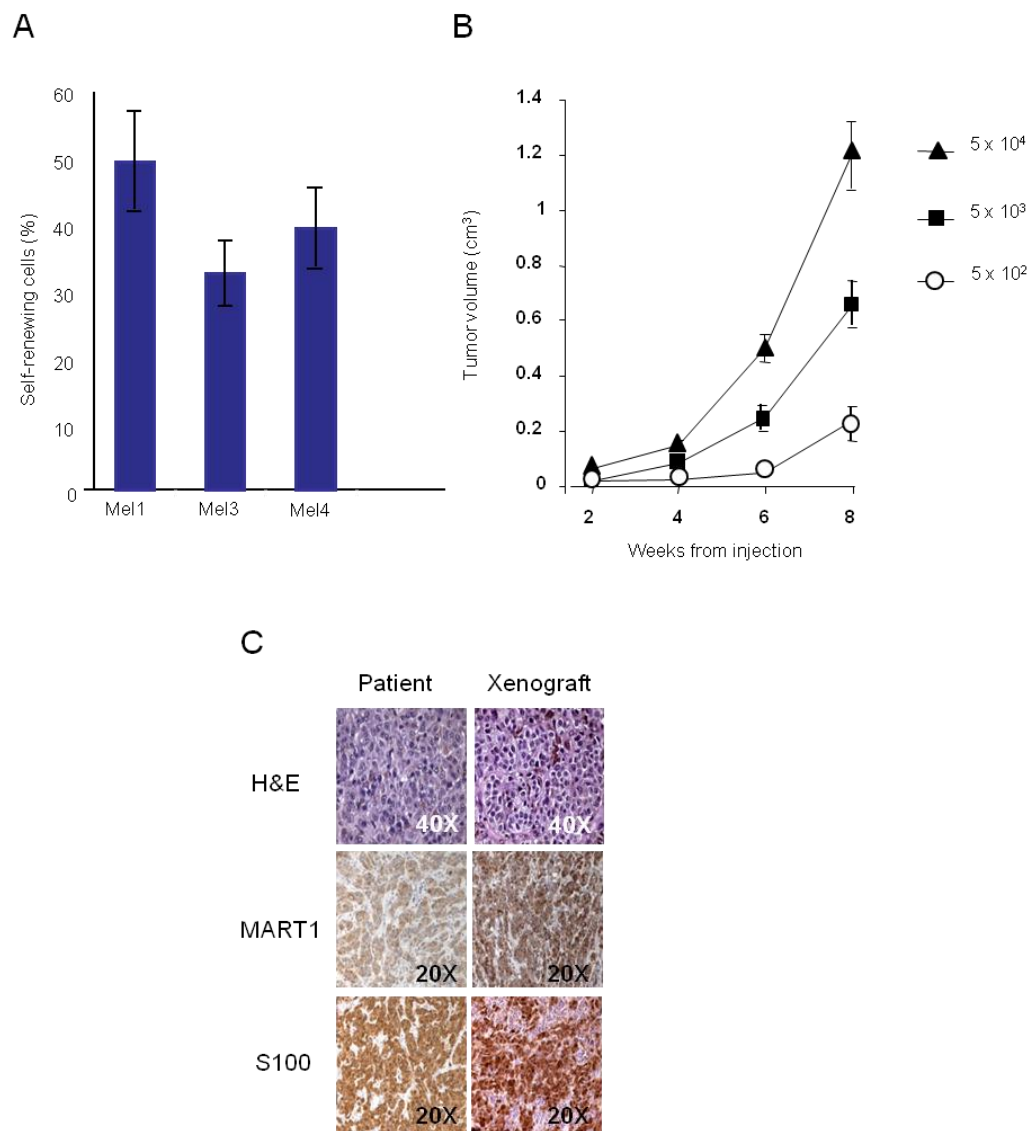 A
60
50
40
30
20
10
0
Self-renewing cells (%)
Mel1 Mel3 Mel4
B
1.4
1.2
1
0.8
0.6
0.4
0.2
0
Tumor volume (cm³)
2 4 6 8
Weeks from injection
5 x 10⁴
5 x 10³
5 x 10²
C
Patient Xenograft
H&E
40X 40X
MART1
20X 20X
S100
20X 20X